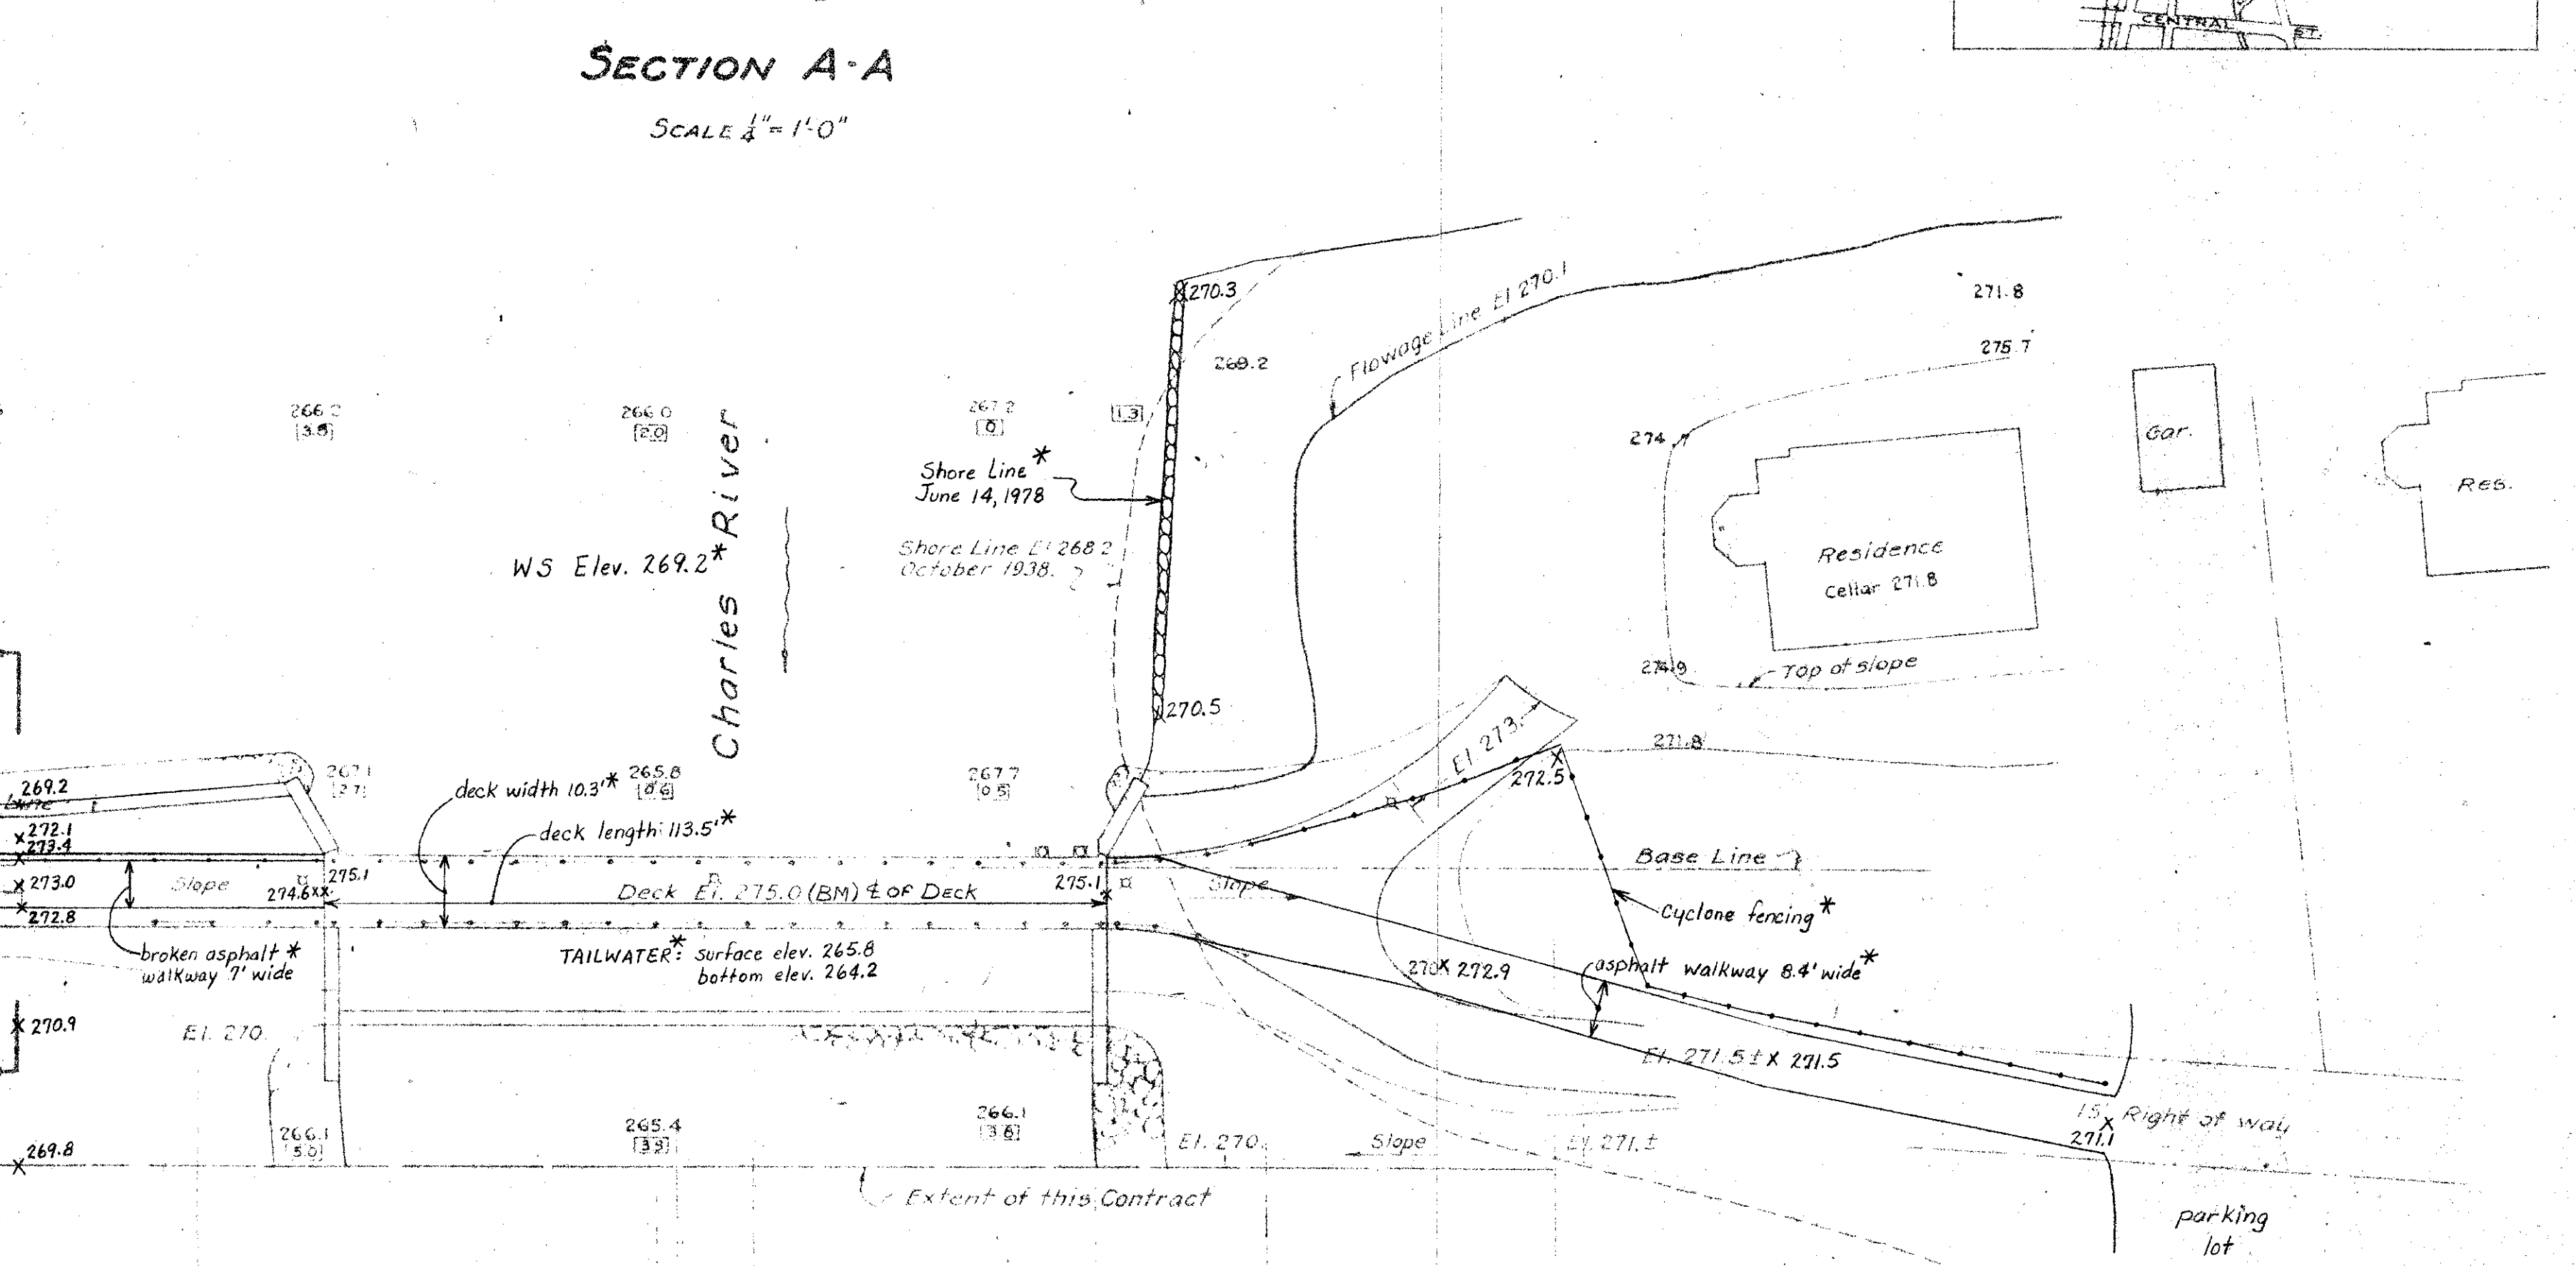 CENTRAL ST.
SECTION A-A
SCALE 1/4" = 1'-0"
270.3
Flowage Line El 270.1
271.8
275.7
269.2
266.0
[2.0]
267.2
[0]
[1.3]
274
Gar.
Res.
Shore Line *
June 14, 1978
Charles River
WS Elev. 269.2*
Shore Line El 268.2
October 1938.
Residence
Cellar 271.8
Top of slope
270.5
El. 273.
271.8
272.5
269.2
267.1
[2.7]
deck width 10.3'*
265.8
[0.6]
267.7
[0.5]
deck length: 113.5'*
272.1
273.4
273.0
272.8
Slope
274.6
275.1
Deck El. 275.0 (BM) ℄ OF Deck
275.1
Slope
Base Line
Cyclone fencing *
broken asphalt *
walkway 7' wide
TAILWATER*: surface elev. 265.8
bottom elev. 264.2
272.9
asphalt walkway 8.4' wide*
270.9
El. 270.
El. 271.5± x 271.5
266.1
[5.0]
265.4
266.1
[3.6]
El. 270.
Slope
El. 271.±
15' Right of way
271.1
269.8
Extent of this Contract
parking
lot